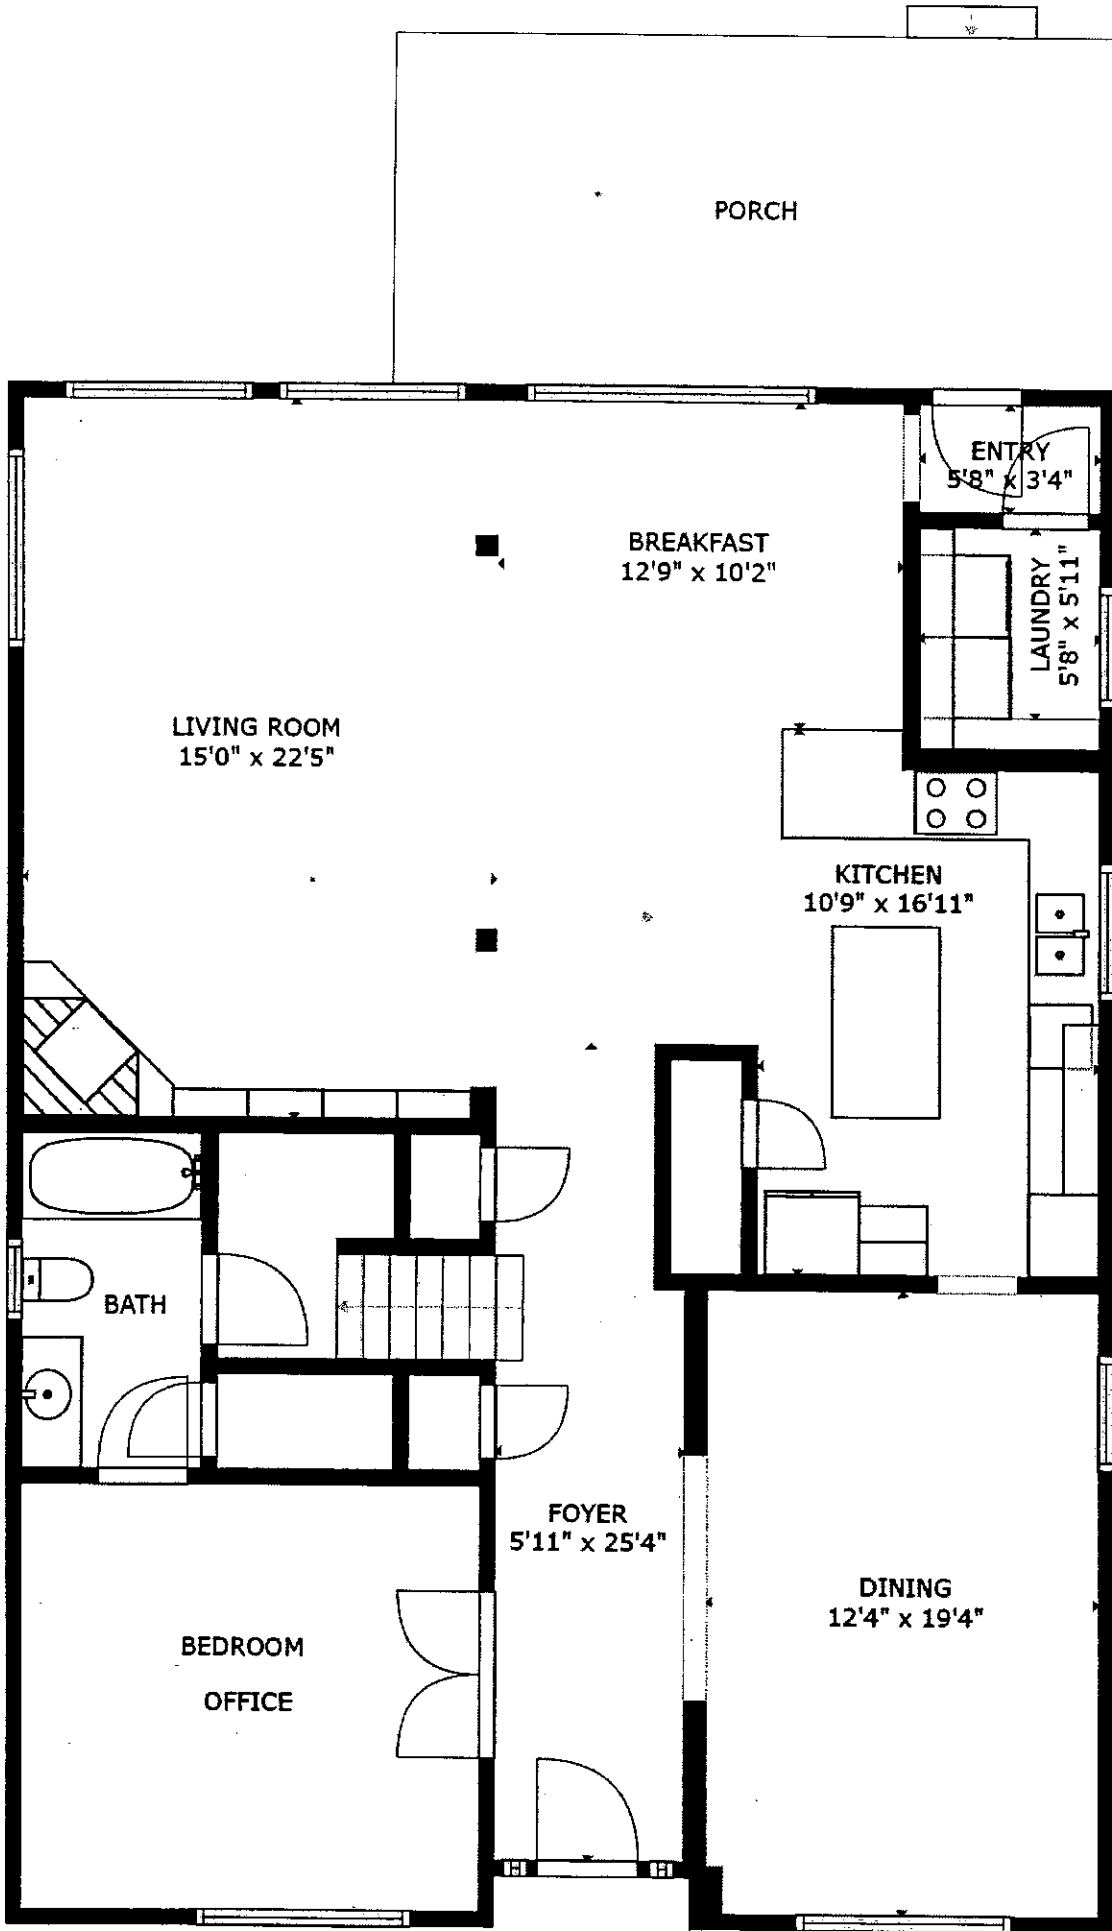 PORCH
ENTRY
5'8" x 3'4"
BREAKFAST
12'9" x 10'2"
LAUNDRY
5'8" x 5'11"
LIVING ROOM
15'0" x 22'5"
KITCHEN
10'9" x 16'11"
BATH
FOYER
5'11" x 25'4"
DINING
12'4" x 19'4"
BEDROOM
OFFICE